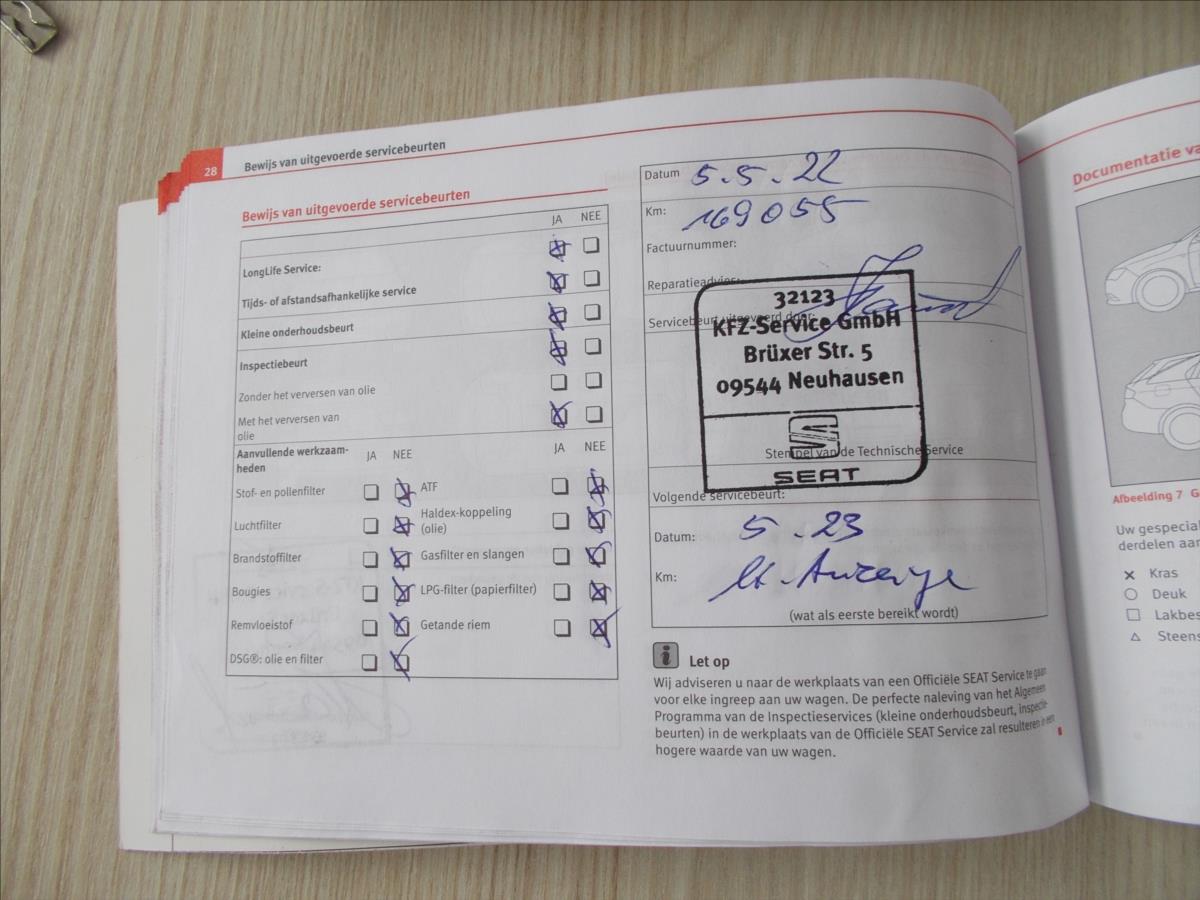 28
Bewijs van uitgevoerde servicebeurten
Bewijs van uitgevoerde servicebeurten
JA NEE
LongLife Service:
Tijds- of afstandsafhankelijke service
Kleine onderhoudsbeurt
Inspectiebeurt
Zonder het verversen van olie
Met het verversen van
olie
Aanvullende werkzaam-
heden
JA NEE
JA NEE
Stof- en pollenfilter
ATF
Luchtfilter
Haldex-koppeling
(olie)
Brandstoffilter
Gasfilter en slangen
Bougies
LPG-filter (papierfilter)
Remvloeistof
Getande riem
DSG®: olie en filter
Datum 5.5.22
Km: 169055
Factuurnummer:
Reparatieadvies:
Servicebeurt uitgevoerd door:
32123
KFZ-Service GmbH
Brüxer Str. 5
09544 Neuhausen
Stempel van de Technische Service
SEAT
Volgende servicebeurt:
Datum: 5.23
Km: lt. Anzeige
(wat als eerste bereikt wordt)
i Let op
Wij adviseren u naar de werkplaats van een Officiële SEAT Service te gaan
voor elke ingreep aan uw wagen. De perfecte naleving van het Algemeen
Programma van de Inspectieservices (kleine onderhoudsbeurt, inspectie-
beurten) in de werkplaats van de Officiële SEAT Service zal resulteren in een
hogere waarde van uw wagen.
Documentatie va
Afbeelding 7 G
Uw gespecial
derdelen aan
Kras
Deuk
Lakbes
Steens